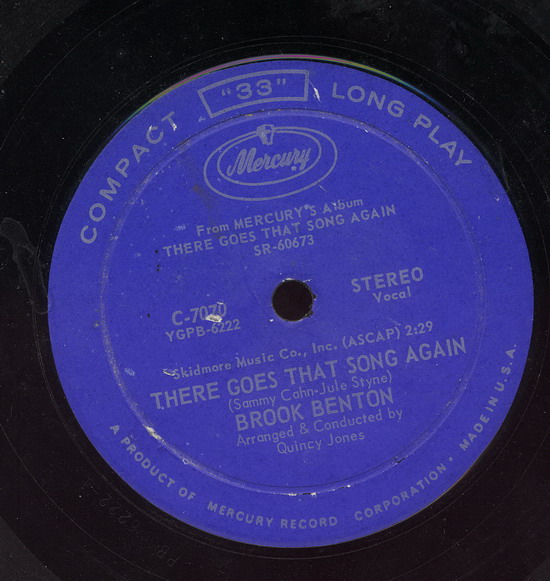 COMPACT "33" LONG PLAY
Mercury
From MERCURY'S Album
THERE GOES THAT SONG AGAIN
SR-60673
C-7070
YGPB-6222
STEREO
Vocal
Skidmore Music Co., Inc. (ASCAP) 2:29
THERE GOES THAT SONG AGAIN
(Sammy Cahn-Jule Styne)
BROOK BENTON
Arranged & Conducted by
Quincy Jones
A PRODUCT OF MERCURY RECORD CORPORATION • MADE IN U.S.A.